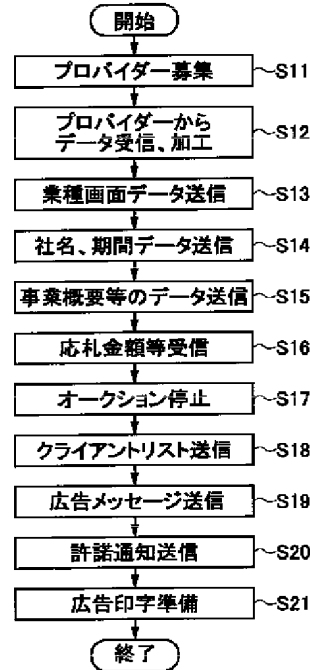 開始
プロバイダー募集 S11
プロバイダーから
データ受信、加工 S12
業種画面データ送信 S13
社名、期間データ送信 S14
事業概要等のデータ送信 S15
応札金額等受信 S16
オークション停止 S17
クライアントリスト送信 S18
広告メッセージ送信 S19
許諾通知送信 S20
広告印字準備 S21
終了